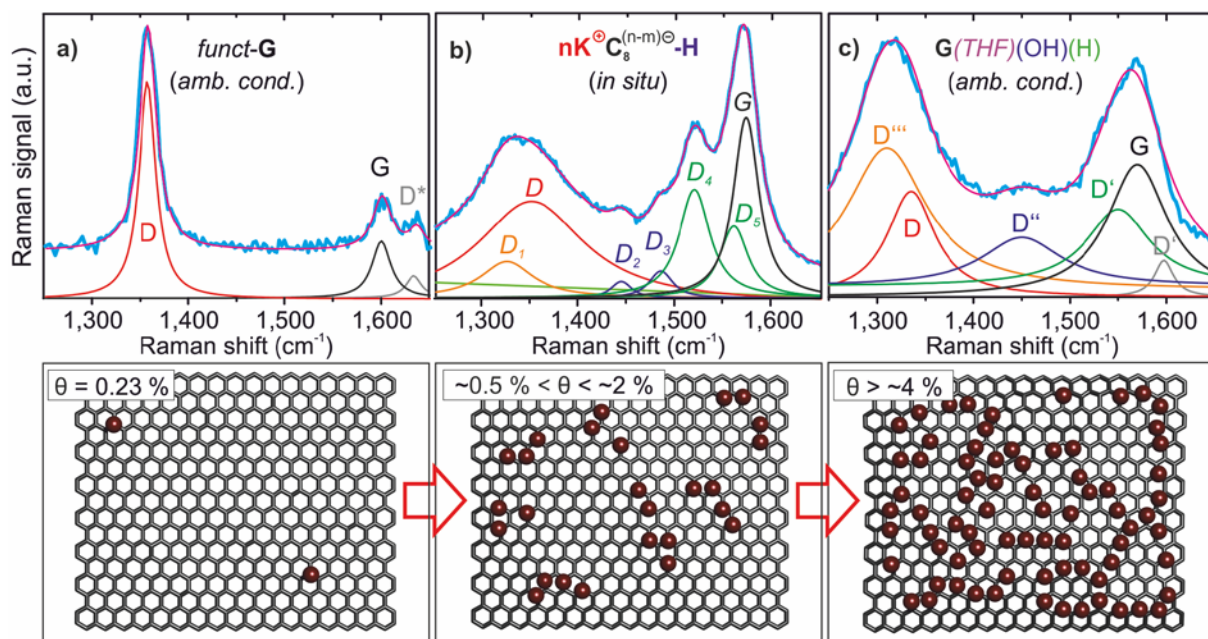 Raman signal (a.u.)
a)
funct-G
(amb. cond.)
D
G
D*
1,300 1,400 1,500 1,600
Raman shift (cm⁻¹)
b)
nK⊕C₈⁽ⁿ⁻ᵐ⁾⊖-H
(in situ)
D
D₁
D₂
D₃
D₄
D₅
G
1,300 1,400 1,500 1,600
Raman shift (cm⁻¹)
c)
G(THF)(OH)(H)
(amb. cond.)
D‘‘‘
D
D‘‘
D‘
G
D‘
1,300 1,400 1,500 1,600
Raman shift (cm⁻¹)
θ = 0.23 %
~0.5 % < θ < ~2 %
θ > ~4 %